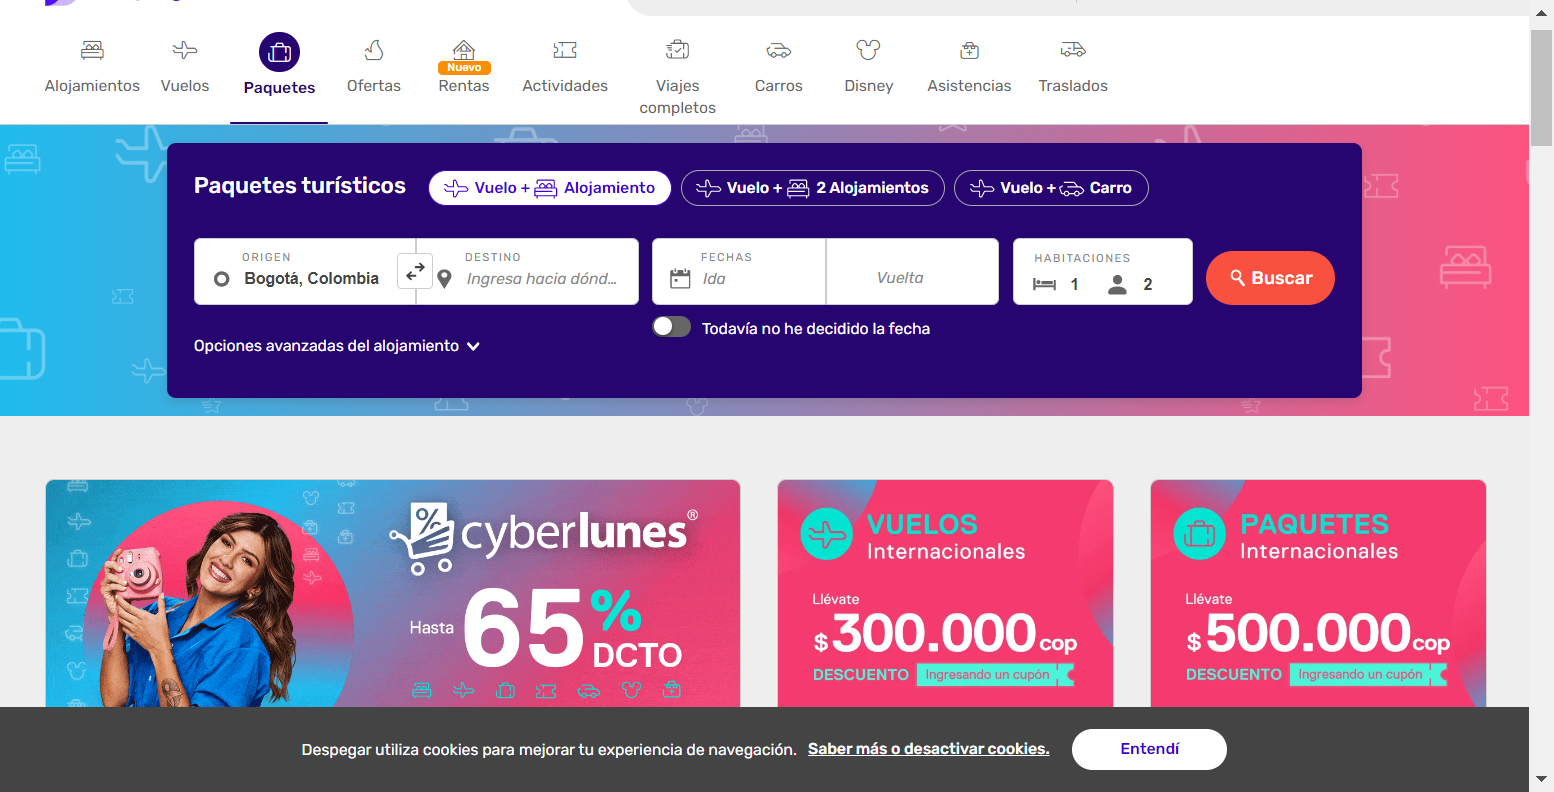 Alojamientos
Vuelos
Paquetes
Ofertas
Nuevo
Rentas
Actividades
Viajes
completos
Carros
Disney
Asistencias
Traslados
Paquetes turísticos
Vuelo + Alojamiento
Vuelo + 2 Alojamientos
Vuelo + Carro
ORIGEN
Bogotá, Colombia
DESTINO
Ingresa hacia dónd...
FECHAS
Ida
Vuelta
HABITACIONES
1
2
Buscar
Todavía no he decidido la fecha
Opciones avanzadas del alojamiento
cyberlunes®
Hasta 65% DCTO
VUELOS
Internacionales
Llévate
$300.000 cop
DESCUENTO Ingresando un cupón
PAQUETES
Internacionales
Llévate
$500.000 cop
DESCUENTO Ingresando un cupón
Despegar utiliza cookies para mejorar tu experiencia de navegación. Saber más o desactivar cookies.
Entendí